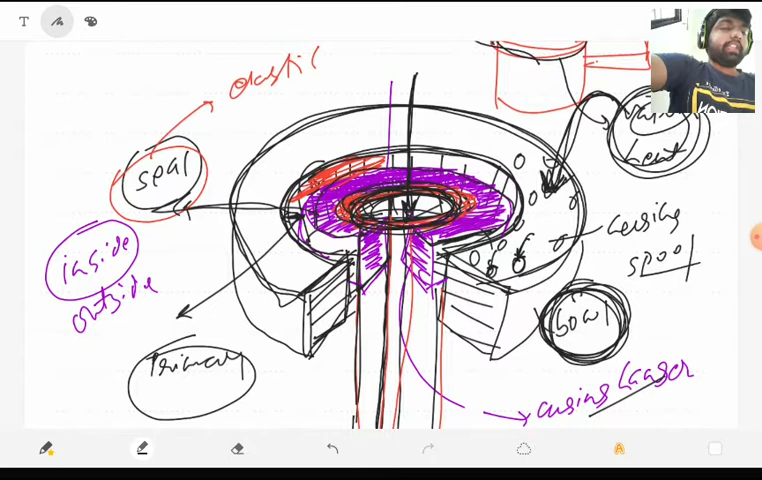 elastic
seal
inside
outside
Primary
casing
spool
bowl
casing hanger